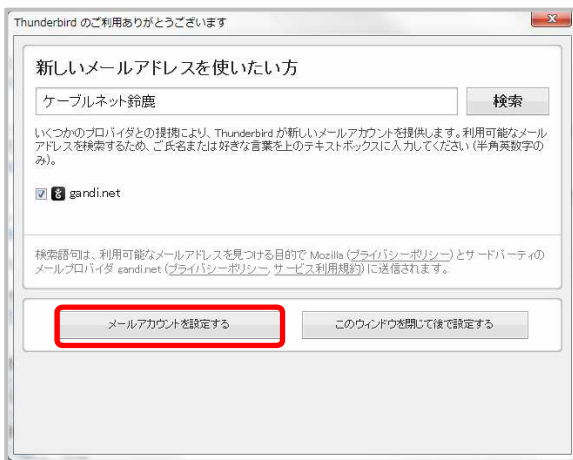 Thunderbird のご利用ありがとうございます
新しいメールアドレスを使いたい方
ケーブルネット鈴鹿
検索
いくつかのプロバイダとの提携により、Thunderbird が新しいメールアカウントを提供します。利用可能なメール
アドレスを検索するため、ご氏名または好きな言葉を上のテキストボックスに入力してください (半角英数字の
み)。
gandi.net
検索語句は、利用可能なメールアドレスを見つける目的で Mozilla (プライバシーポリシー) とサードパーティの
メールプロバイダ gandi.net (プライバシーポリシー, サービス利用規約) に送信されます。
メールアカウントを設定する
このウィンドウを閉じて後で設定する